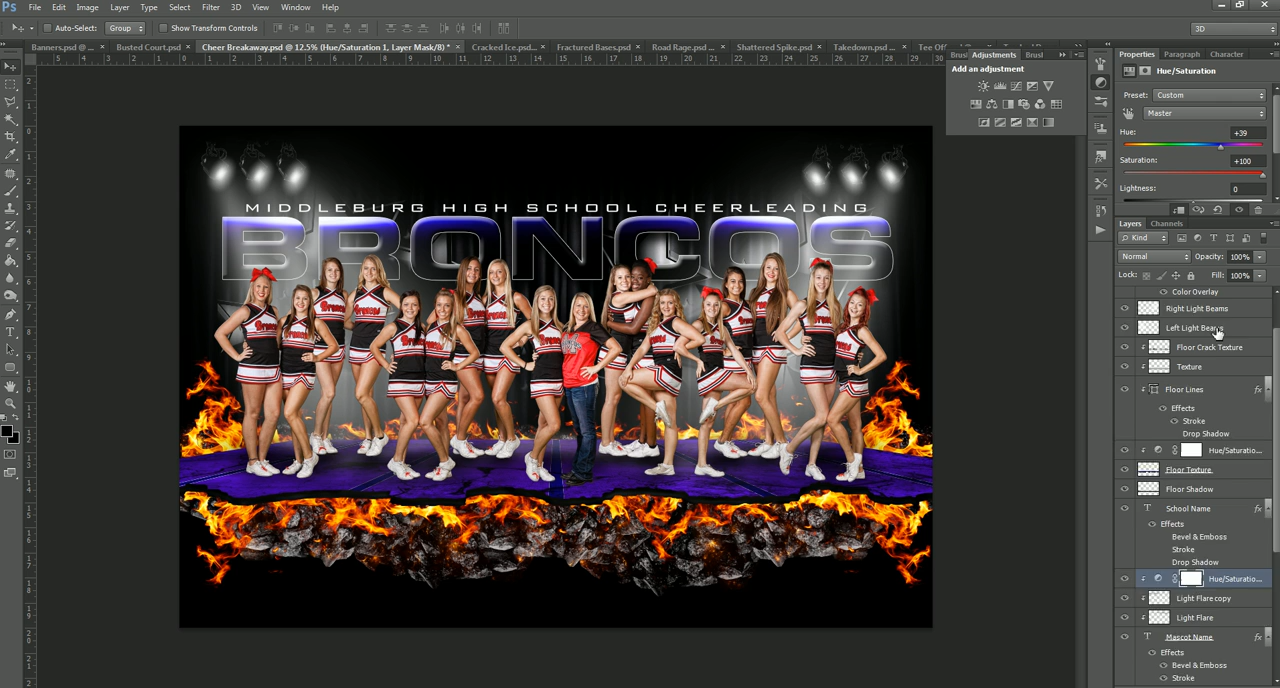 Ps File Edit Image Layer Type Select Filter 3D View Window Help
Auto-Select: Group Show Transform Controls 3D
Banners.psd @ ... × Busted Court.psd × Cheer Breakaway.psd @ 12.5% (Hue/Saturation 1, Layer Mask/8) * × Cracked Ice.psd... × Fractured Bases.psd × Road Rage.psd ... × Shattered Spike.psd × Takedown.psd ... × Tee Off
Brus Adjustments Brusl
Add an adjustment
Properties Paragraph Character
Hue/Saturation
Preset: Custom
Master
Hue: +39
Saturation: +100
Lightness: 0
Layers Channels
Kind
Normal Opacity: 100%
Lock: Fill: 100%
Color Overlay
Right Light Beams
Left Light Beams
Floor Crack Texture
Texture
Floor Lines fx
Effects
Stroke
Drop Shadow
Hue/Saturatio...
Floor Texture
Floor Shadow
T School Name fx
Effects
Bevel & Emboss
Stroke
Drop Shadow
Hue/Saturatio...
Light Flare copy
Light Flare
T Mascot Name fx
Effects
Bevel & Emboss
Stroke
MIDDLEBURG HIGH SCHOOL CHEERLEADING
BRONCOS